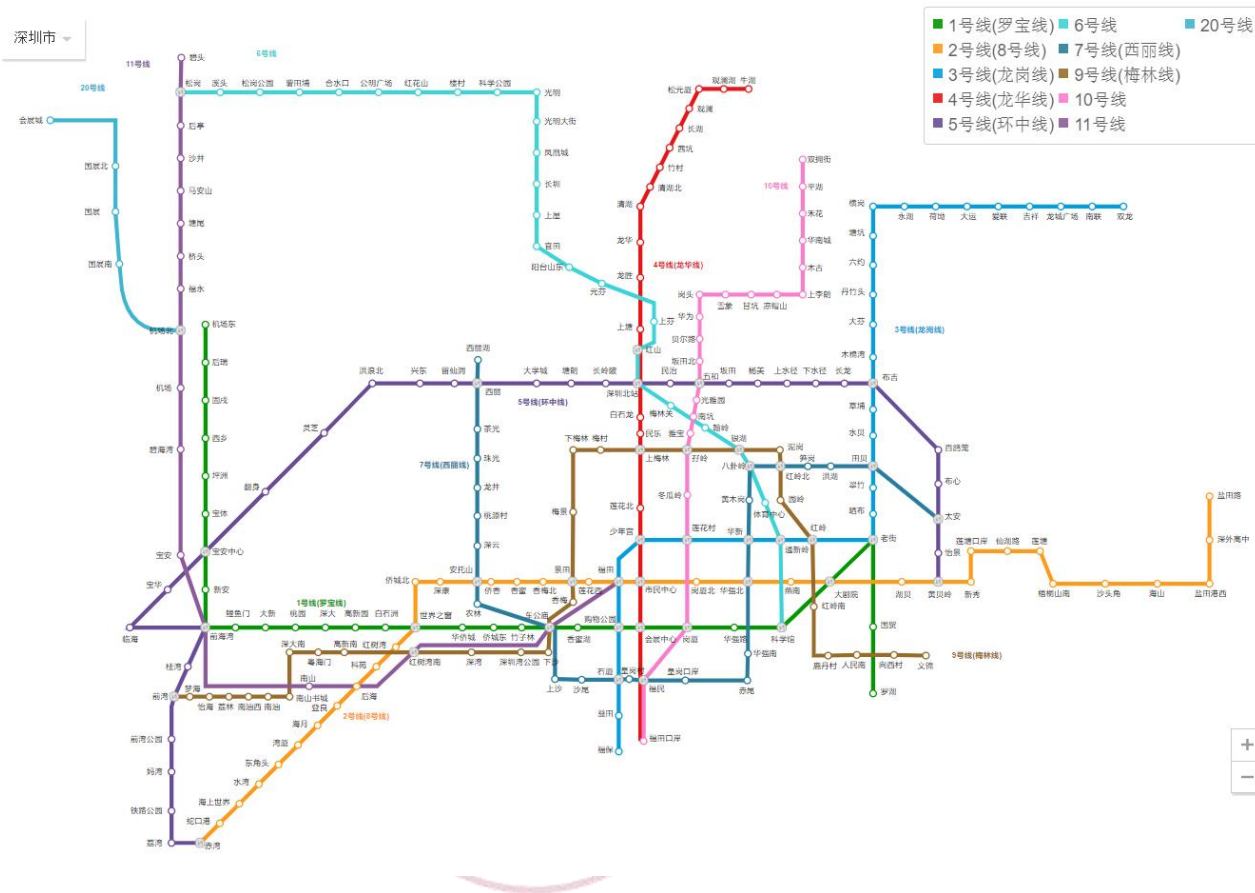 深圳市
1号线(罗宝线)
6号线
20号线
2号线(8号线)
7号线(西丽线)
3号线(龙岗线)
9号线(梅林线)
4号线(龙华线)
10号线
5号线(环中线)
11号线
11号线
碧头
6号线
20号线
松岗
溪头
松岗公园
薯田埔
合水口
公明广场
红花山
楼村
科学公园
光明
松元厦
观澜湖
牛湖
观澜
会展城
后亭
光明大街
长湖
沙井
凤凰城
西坑
双拥街
国展北
竹村
马安山
长圳
清湖北
10号线
平湖
国展
塘尾
上屋
清湖
禾花
横岗
永湖
荷坳
大运
爱联
吉祥
龙城广场
南联
双龙
桥头
官田
龙华
华南城
塘坑
国展南
阳台山东
4号线(龙华线)
木古
六约
福永
光芬
龙胜
岗头
雪象
甘坑
凉帽山
上李朗
丹竹头
机场北
机场东
上塘
上芬
华为
大芬
3号线(龙岗线)
后瑞
西丽湖
红山
贝尔路
坂田北
木棉湾
机场
固戍
洪浪北
兴东
留仙洞
西丽
大学城
塘朗
长岭陂
深圳北站
民治
五和
坂田
杨美
上水径
下水径
长龙
布吉
5号线(环中线)
光雅园
碧海湾
西乡
灵芝
茶光
白石龙
梅林关
南坑
草埔
翰岭
民乐
雅宝
水贝
百鸽笼
坪洲
7号线(西丽线)
珠光
下梅林
梅村
上梅林
孖岭
银湖
泥岗
八卦岭
红岭北
笋岗
洪湖
田贝
翻身
龙井
冬瓜岭
黄木岗
园岭
翠竹
布心
盐田路
宝体
桃源村
梅景
莲花北
体育中心
晒布
太安
宝安
宝安中心
深云
少年宫
莲花村
华新
通新岭
红岭
老街
怡景
莲塘口岸
仙湖路
莲塘
深外高中
宝华
新安
侨城北
安托山
深康
侨香
香蜜
香梅北
景田
莲花西
福田
市民中心
岗厦北
华强北
燕南
大剧院
湖贝
黄贝岭
新秀
梧桐山南
沙头角
海山
盐田港西
1号线(罗宝线)
农林
香梅
红岭南
临海
前海湾
鲤鱼门
大新
桃园
深大
高新园
白石洲
世界之窗
华侨城
侨城东
竹子林
车公庙
香蜜湖
购物公园
会展中心
岗厦
华强路
科学馆
国贸
桂湾
深大南
粤海门
高新南
红树湾
科苑
红树湾南
深湾
深圳湾公园
下沙
华强南
鹿丹村
人民南
向西村
文锦
9号线(梅林线)
前湾
梦海
怡海
荔林
南油西
南油
南山
南山书城
后海
登良
上沙
沙尾
石厦
皇岗村
福民
皇岗口岸
赤尾
罗湖
2号线(8号线)
海月
益田
前湾公园
湾厦
福田口岸
福保
妈湾
东角头
水湾
铁路公园
海上世界
蛇口港
荔湾
赤湾